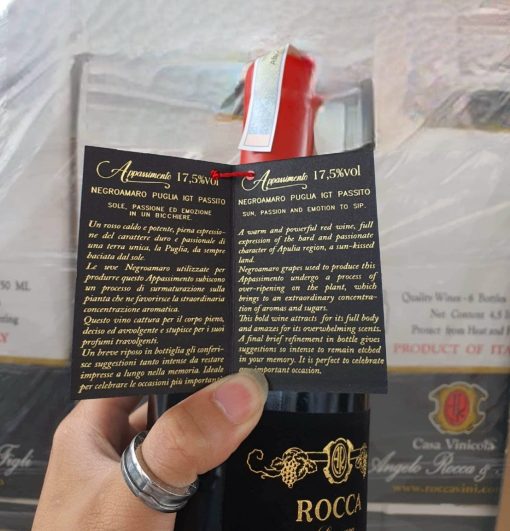 Appassimento 17,5%vol
NEGROAMARO PUGLIA IGT PASSITO
SOLE, PASSIONE ED EMOZIONE
IN UN BICCHIERE.
Un rosso caldo e potente, piena espressio-
ne del carattere duro e passionale di
una terra unica, la Puglia, da sempre
baciata dal sole.
Le uve Negroamaro utilizzate per
produrre questo Appassimento subiscono
un processo di surmaturazione sulla
pianta che ne favorisce la straordinaria
concentrazione aromatica.
Questo vino cattura per il corpo pieno,
deciso ed avvolgente e stupisce per i suoi
profumi travolgenti.
Un breve riposo in bottiglia gli conferi-
sce suggestioni tanto intense da restare
impresse a lungo nella memoria. Ideale
per celebrare le occasioni più importanti
Appassimento 17,5%vol
NEGROAMARO PUGLIA IGT PASSITO
SUN, PASSION AND EMOTION TO SIP.
A warm and powerful red wine, full
expression of the hard and passionate
character of Apulia region, a sun-kissed
land.
Negroamaro grapes used to produce this
Appassimento undergo a process of
over-ripening on the plant, which
brings to an extraordinary concentra-
tion of aromas and sugars.
This bold wine attracts for its full body
and amazes for its overwhelming scents.
A final brief refinement in bottle gives
suggestions so intense to remain etched
in your memory. It is perfect to celebrate
important occasion.
ROCCA
50 ML
Figli
Quality Wines - 6 Bottles
Net Content 4.5
Protect from Heat and
PRODUCT OF ITA
AR
Casa Vinicola
Angelo Rocca &
www.roccavini.com